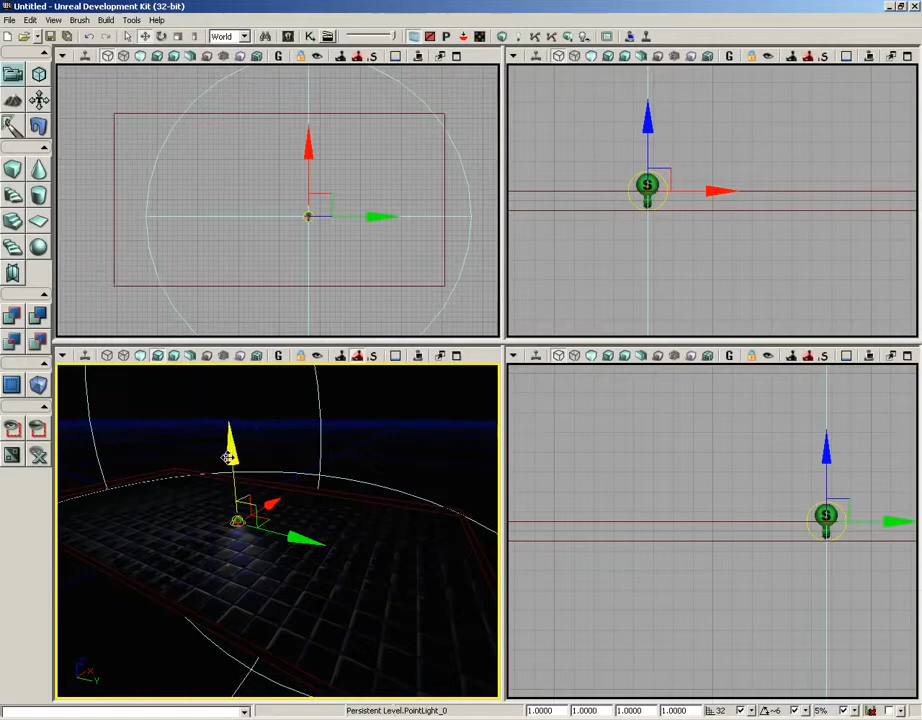 Untitled - Unreal Development Kit (32-bit)
File Edit View Brush Build Tools Help
World
K
P
G
S
G
S
S
G
S
G
S
S
Z
X
Y
Persistent Level.PointLight_0
1.0000
1.0000
1.0000
1.0000
32
~6
5%